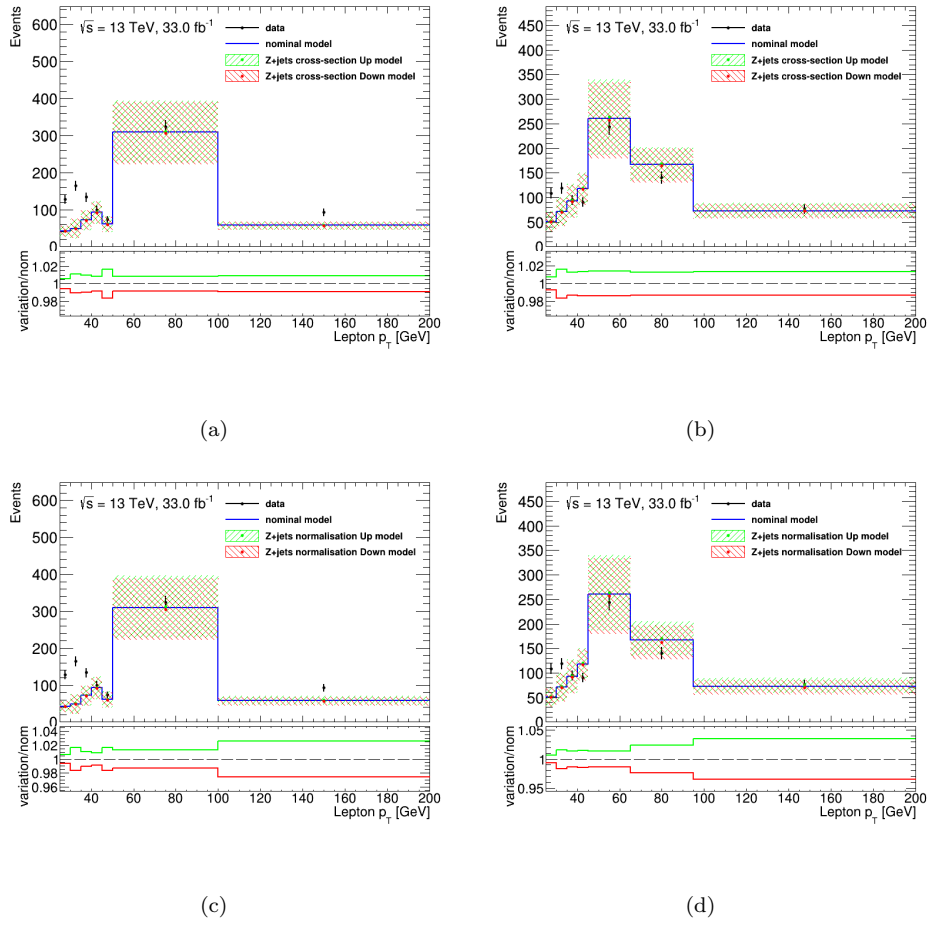 Events
600
500
400
300
200
100
0
√s = 13 TeV, 33.0 fb⁻¹
data
nominal model
Z+jets cross-section Up model
Z+jets cross-section Down model
variation/nom
1.02
1
0.98
40 60 80 100 120 140 160 180 200
Lepton p_T [GeV]
(a)
Events
450
400
350
300
250
200
150
100
50
0
√s = 13 TeV, 33.0 fb⁻¹
data
nominal model
Z+jets cross-section Up model
Z+jets cross-section Down model
variation/nom
1.02
1
0.98
40 60 80 100 120 140 160 180 200
Lepton p_T [GeV]
(b)
Events
600
500
400
300
200
100
0
√s = 13 TeV, 33.0 fb⁻¹
data
nominal model
Z+jets normalisation Up model
Z+jets normalisation Down model
variation/nom
1.04
1.02
1
0.98
0.96
40 60 80 100 120 140 160 180 200
Lepton p_T [GeV]
(c)
Events
450
400
350
300
250
200
150
100
50
0
√s = 13 TeV, 33.0 fb⁻¹
data
nominal model
Z+jets normalisation Up model
Z+jets normalisation Down model
variation/nom
1.05
1
0.95
40 60 80 100 120 140 160 180 200
Lepton p_T [GeV]
(d)